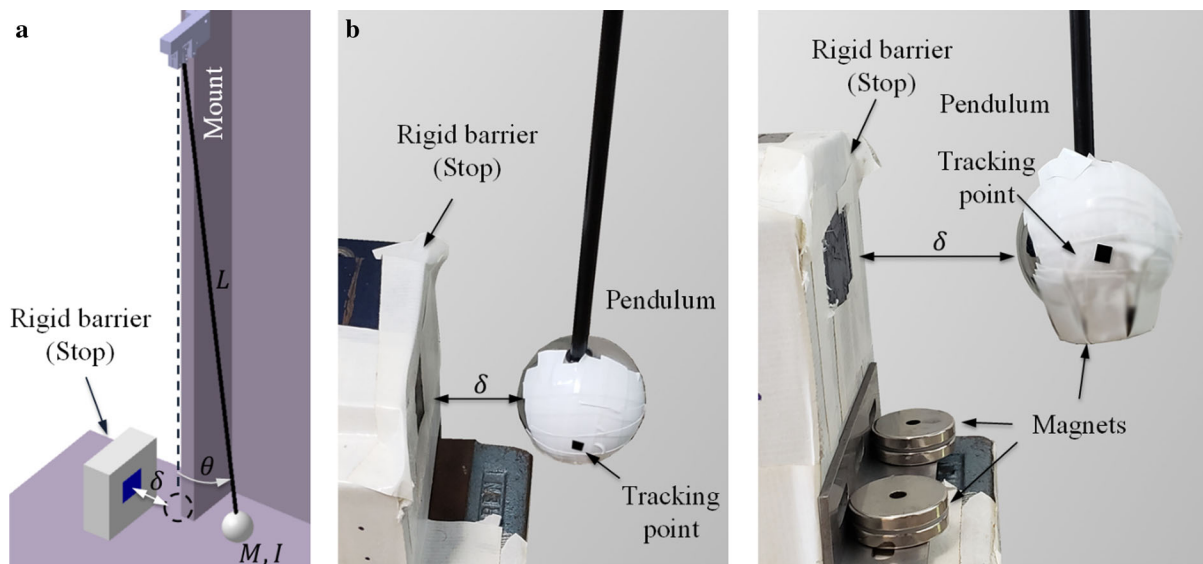 a
Mount
L
Rigid barrier
(Stop)
δ
θ
M, I
b
Rigid barrier
(Stop)
δ
Pendulum
Tracking
point
Rigid barrier
(Stop)
Pendulum
Tracking
point
δ
Magnets